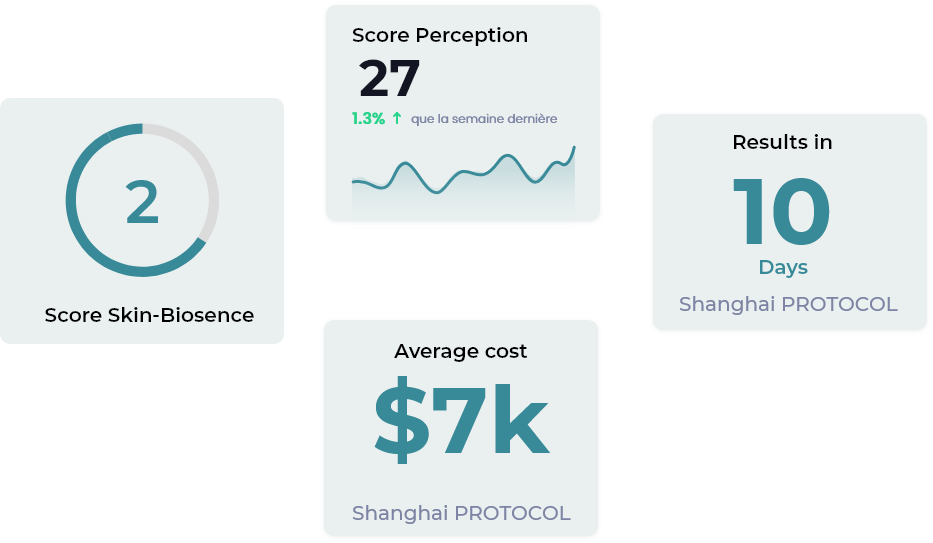 Score Perception
27
1.3% ↑ que la semaine dernière
2
Score Skin-Biosence
Results in
10
Days
Shanghai PROTOCOL
Average cost
$7k
Shanghai PROTOCOL